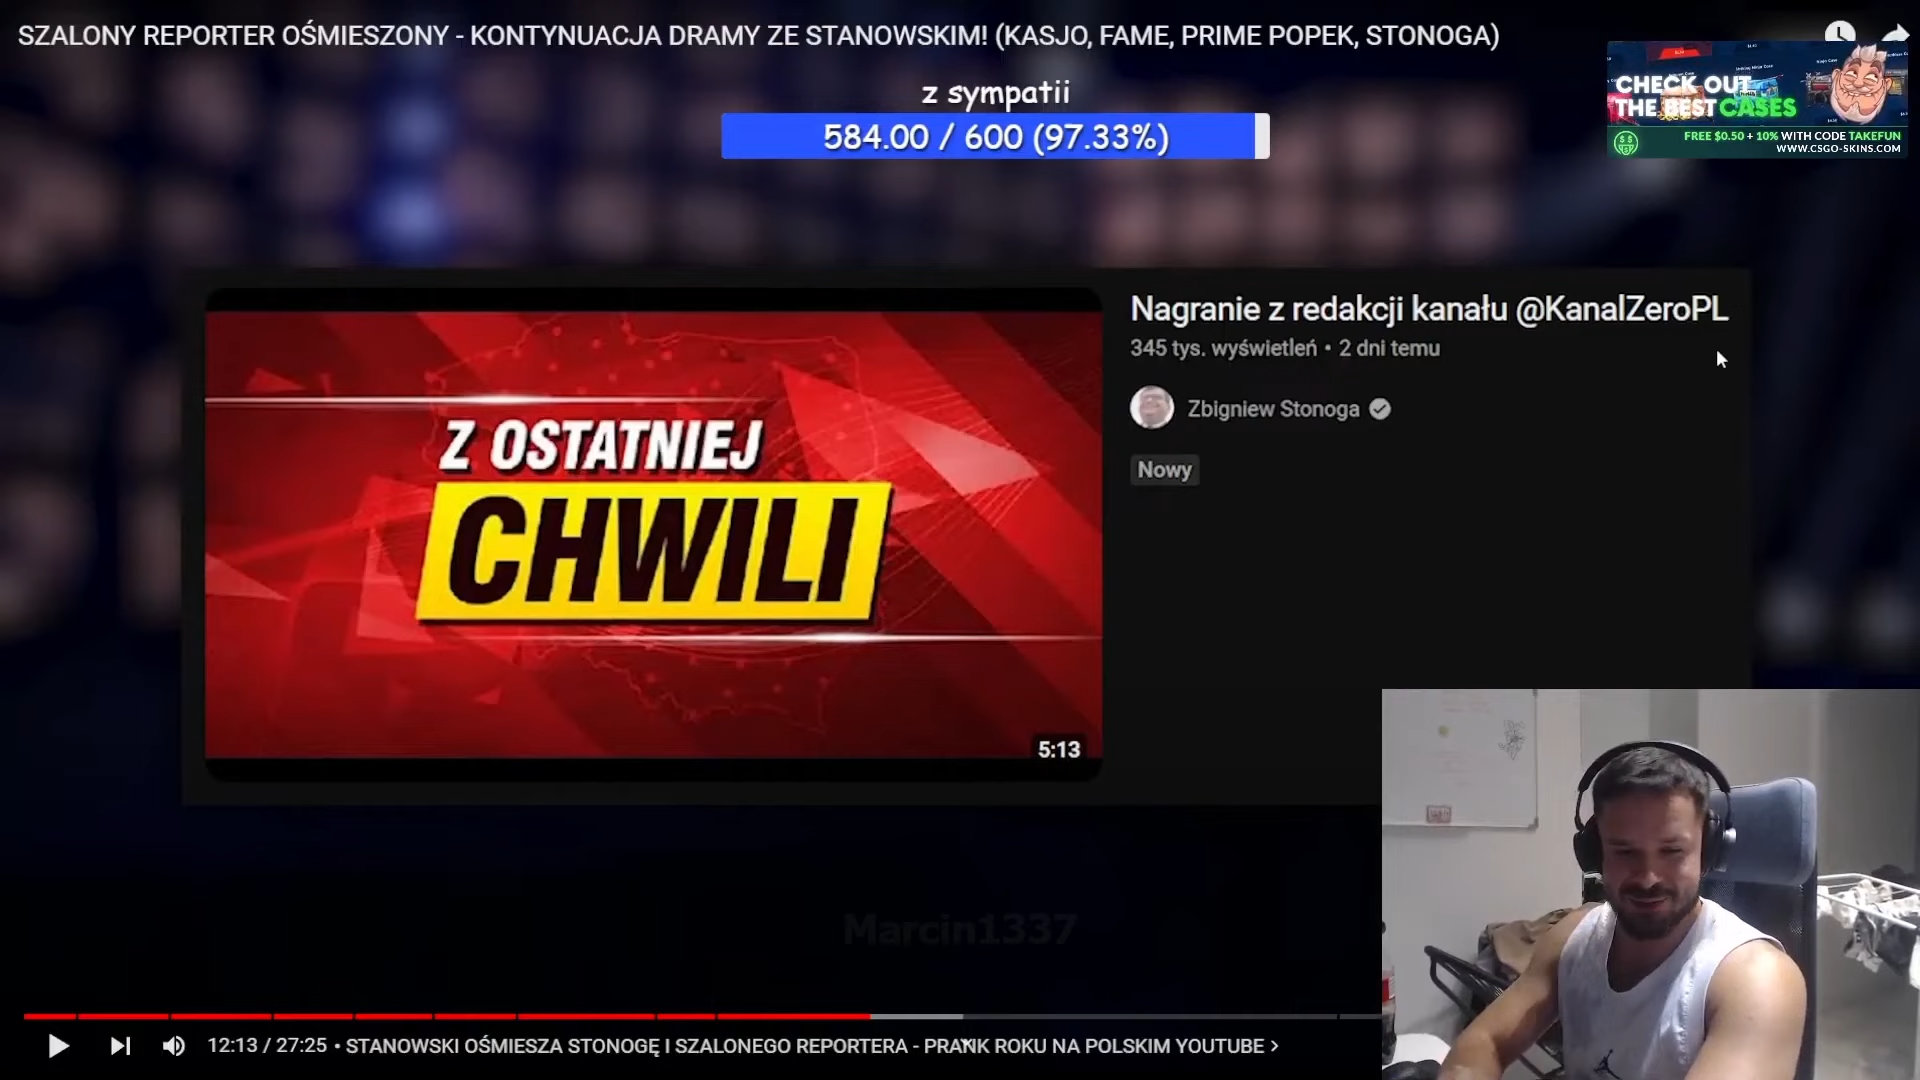 SZALONY REPORTER OŚMIESZONY - KONTYNUACJA DRAMY ZE STANOWSKIM! (KASJO, FAME, PRIME POPEK, STONOGA)
z sympatii
584.00 / 600 (97.33%)
CHECK OUT
THE BEST CASES
FREE $0.50 + 10% WITH CODE TAKEFUN
WWW.CSGO-SKINS.COM
Z OSTATNIEJ
CHWILI
5:13
Nagranie z redakcji kanału @KanalZeroPL
345 tys. wyświetleń • 2 dni temu
Zbigniew Stonoga
Nowy
Marcin1337
12:13 / 27:25 • STANOWSKI OŚMIESZA STONOGĘ I SZALONEGO REPORTERA - PRANK ROKU NA POLSKIM YOUTUBE >